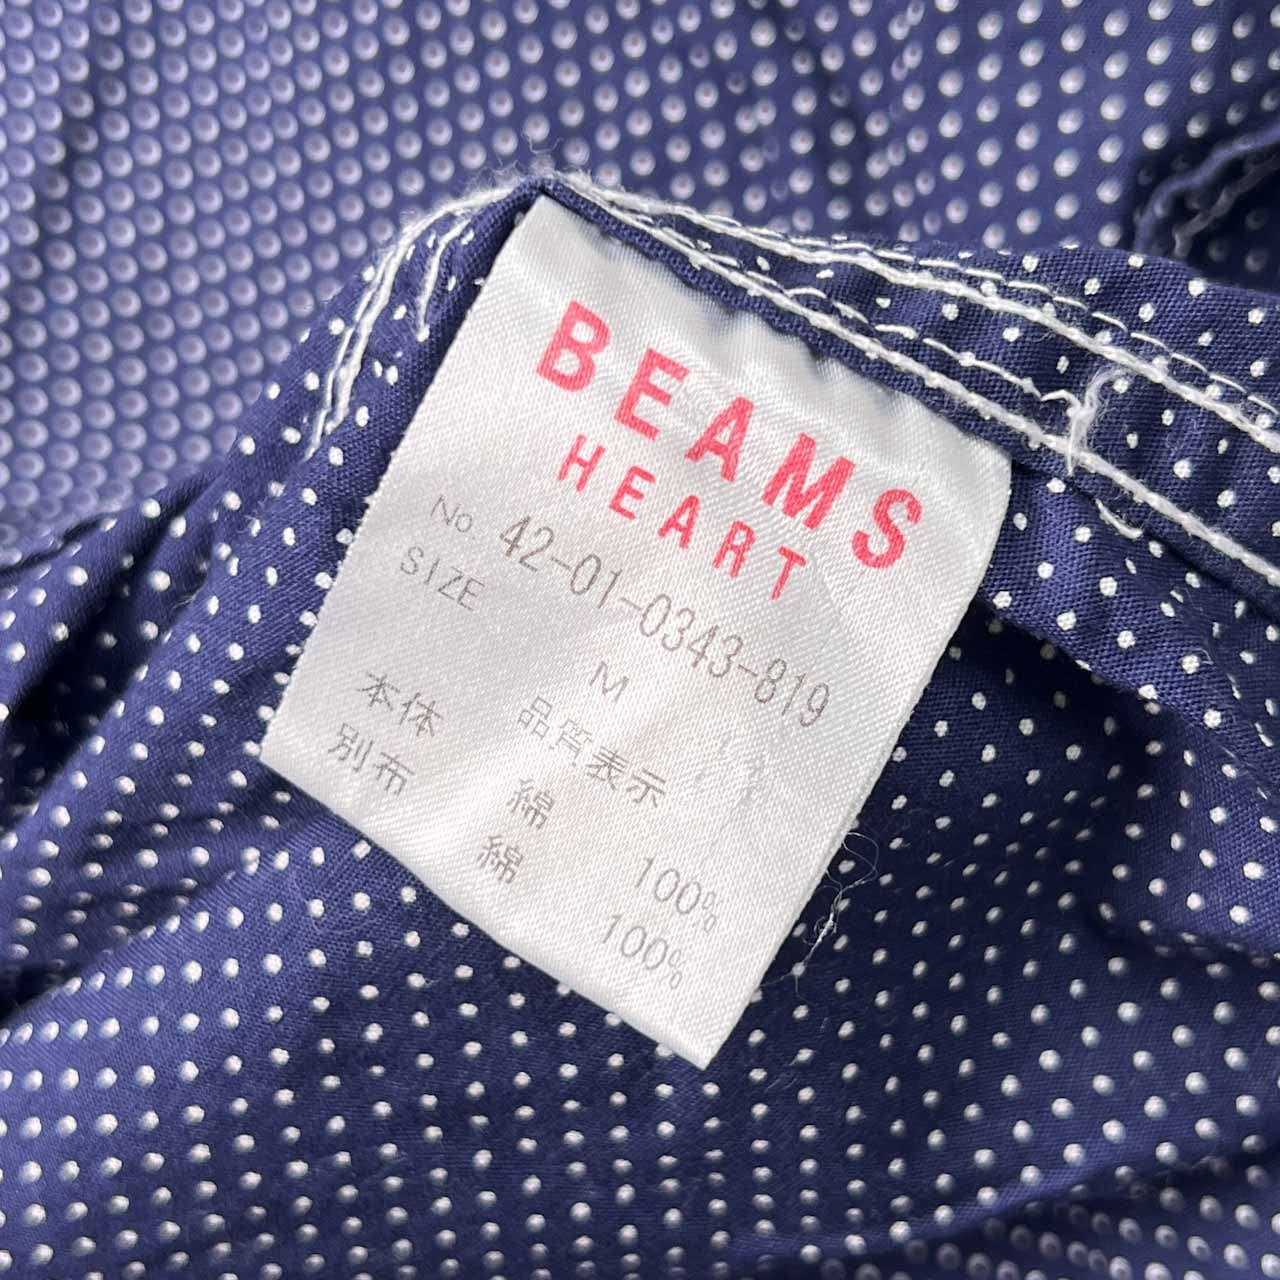 BEAMS
HEART
No. 42-01-0343-819
SIZE M
品質表示
本体 綿 100%
別布 綿 100%